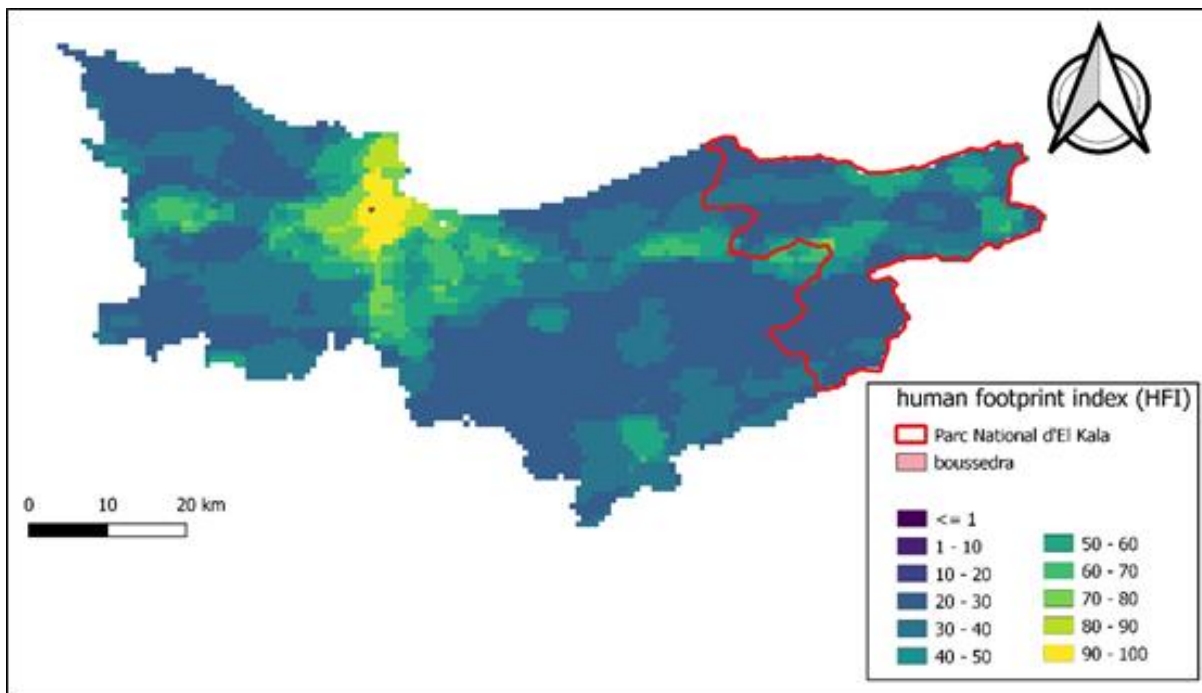 human footprint index (HFI)
Parc National d'El Kala
boussedra
<= 1
1 - 10
10 - 20
20 - 30
30 - 40
40 - 50
50 - 60
60 - 70
70 - 80
80 - 90
90 - 100
0 10 20 km